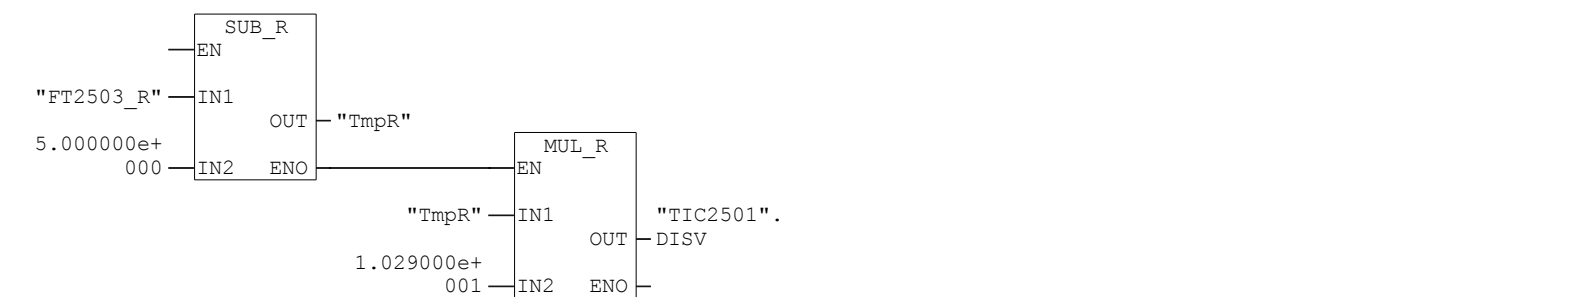 SUB_R
EN
"FT2503_R" IN1
OUT "TmpR"
5.000000e+
000 IN2 ENO
MUL_R
EN
"TmpR" IN1
"TIC2501".
OUT DISV
1.029000e+
001 IN2 ENO